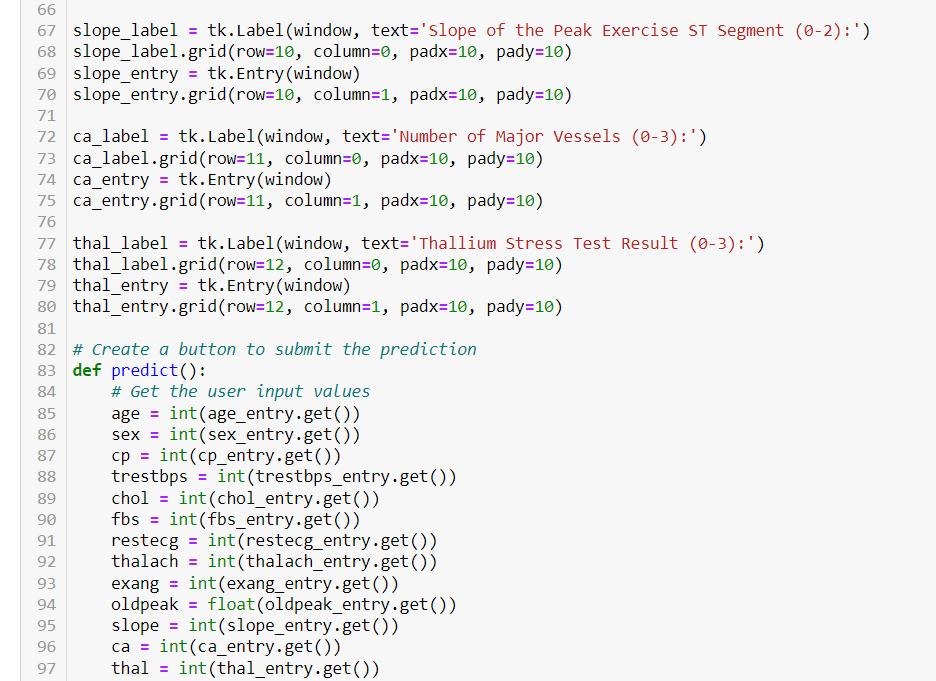 66
67 slope_label = tk.Label(window, text='Slope of the Peak Exercise ST Segment (0-2):')
68 slope_label.grid(row=10, column=0, padx=10, pady=10)
69 slope_entry = tk.Entry(window)
70 slope_entry.grid(row=10, column=1, padx=10, pady=10)
71
72 ca_label = tk.Label(window, text='Number of Major Vessels (0-3):')
73 ca_label.grid(row=11, column=0, padx=10, pady=10)
74 ca_entry = tk.Entry(window)
75 ca_entry.grid(row=11, column=1, padx=10, pady=10)
76
77 thal_label = tk.Label(window, text='Thallium Stress Test Result (0-3):')
78 thal_label.grid(row=12, column=0, padx=10, pady=10)
79 thal_entry = tk.Entry(window)
80 thal_entry.grid(row=12, column=1, padx=10, pady=10)
81
82 # Create a button to submit the prediction
83 def predict():
84     # Get the user input values
85     age = int(age_entry.get())
86     sex = int(sex_entry.get())
87     cp = int(cp_entry.get())
88     trestbps = int(trestbps_entry.get())
89     chol = int(chol_entry.get())
90     fbs = int(fbs_entry.get())
91     restecg = int(restecg_entry.get())
92     thalach = int(thalach_entry.get())
93     exang = int(exang_entry.get())
94     oldpeak = float(oldpeak_entry.get())
95     slope = int(slope_entry.get())
96     ca = int(ca_entry.get())
97     thal = int(thal_entry.get())